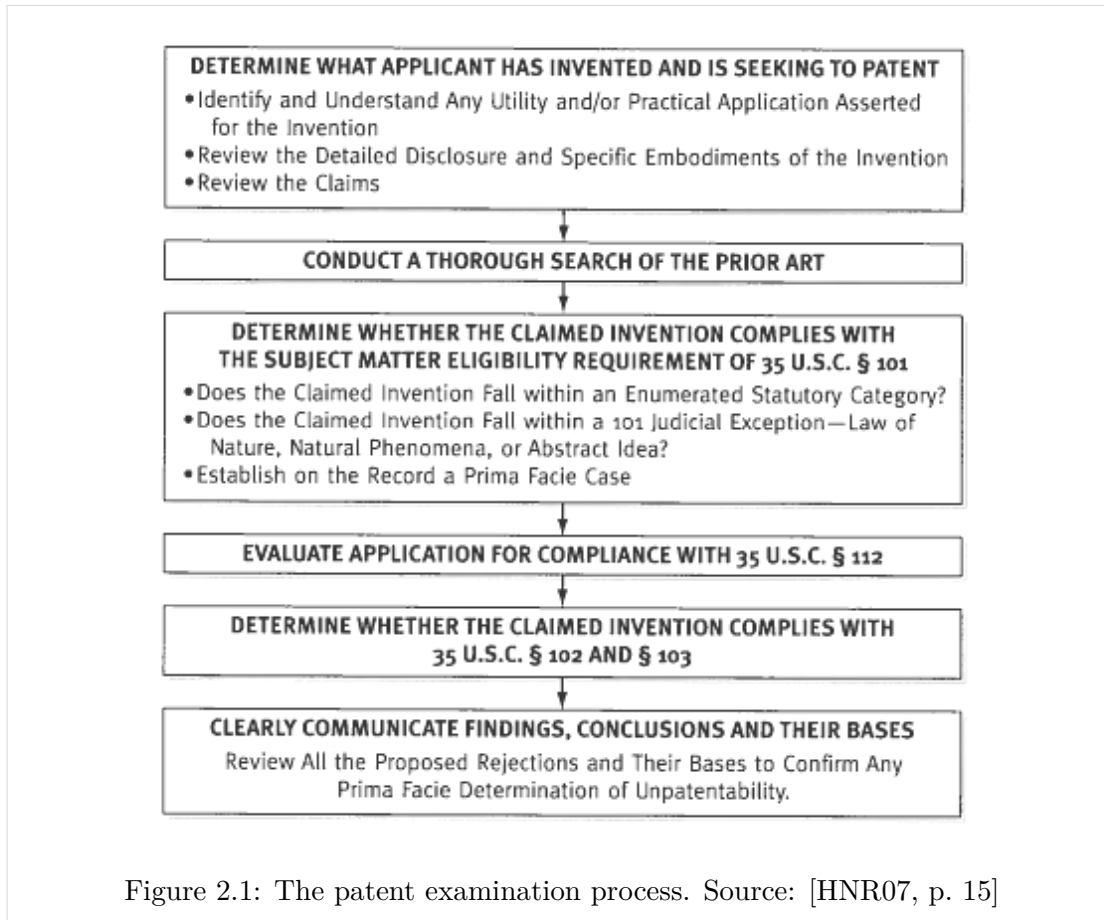 DETERMINE WHAT APPLICANT HAS INVENTED AND IS SEEKING TO PATENT
•Identify and Understand Any Utility and/or Practical Application Asserted
for the Invention
•Review the Detailed Disclosure and Specific Embodiments of the Invention
•Review the Claims
CONDUCT A THOROUGH SEARCH OF THE PRIOR ART
DETERMINE WHETHER THE CLAIMED INVENTION COMPLIES WITH
THE SUBJECT MATTER ELIGIBILITY REQUIREMENT OF 35 U.S.C. § 101
•Does the Claimed Invention Fall within an Enumerated Statutory Category?
•Does the Claimed Invention Fall within a 101 Judicial Exception—Law of
Nature, Natural Phenomena, or Abstract Idea?
•Establish on the Record a Prima Facie Case
EVALUATE APPLICATION FOR COMPLIANCE WITH 35 U.S.C. § 112
DETERMINE WHETHER THE CLAIMED INVENTION COMPLIES WITH
35 U.S.C. § 102 AND § 103
CLEARLY COMMUNICATE FINDINGS, CONCLUSIONS AND THEIR BASES
Review All the Proposed Rejections and Their Bases to Confirm Any
Prima Facie Determination of Unpatentability.
Figure 2.1: The patent examination process. Source: [HNR07, p. 15]